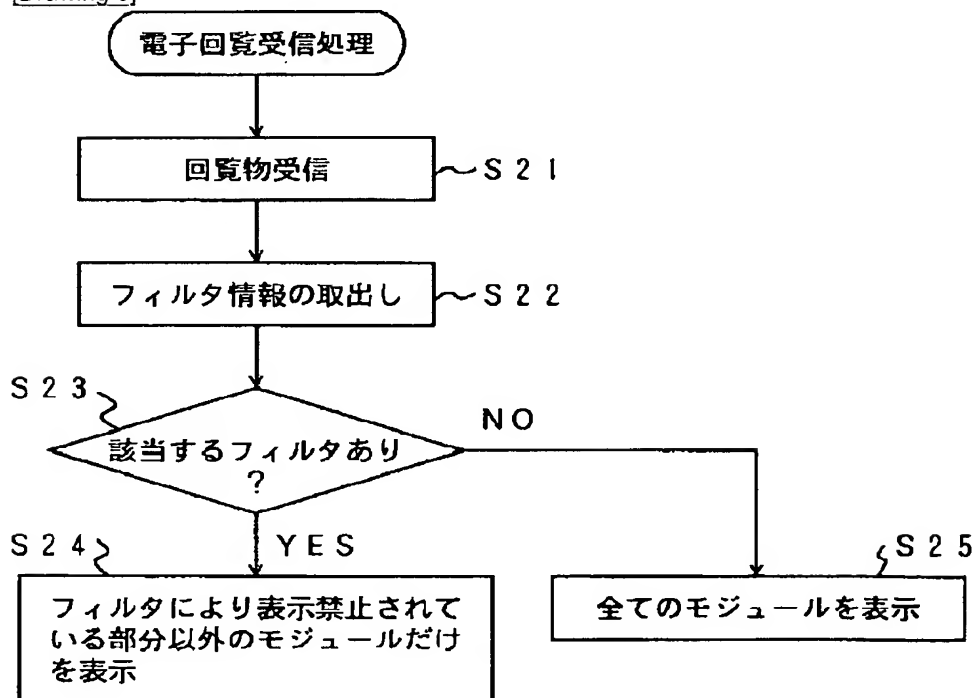 電子回覧受信処理
回覧物受信
S21
フィルタ情報の取出し
S22
S23
該当するフィルタあり
?
NO
S24
YES
S25
フィルタにより表示禁止されて
いる部分以外のモジュールだけ
を表示
全てのモジュールを表示